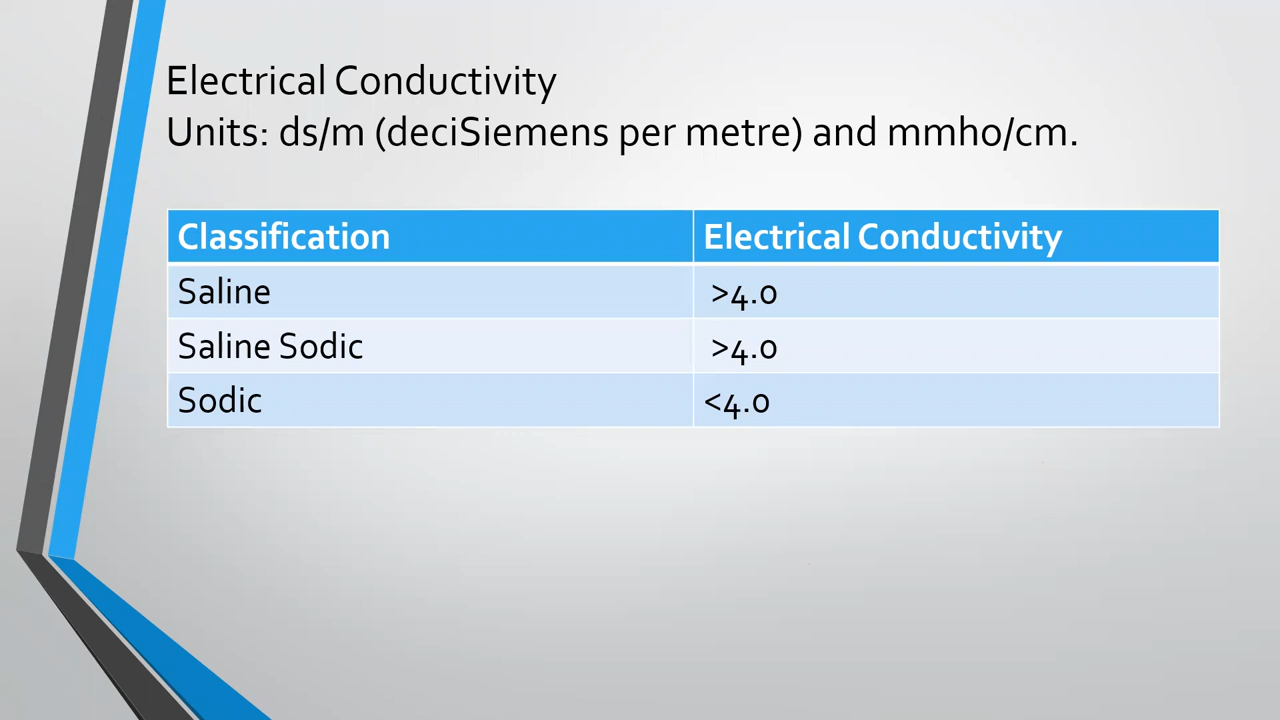 Electrical Conductivity
Units: ds/m (deciSiemens per metre) and mmho/cm.
Classification Electrical Conductivity
Saline >4.0
Saline Sodic >4.0
Sodic <4.0